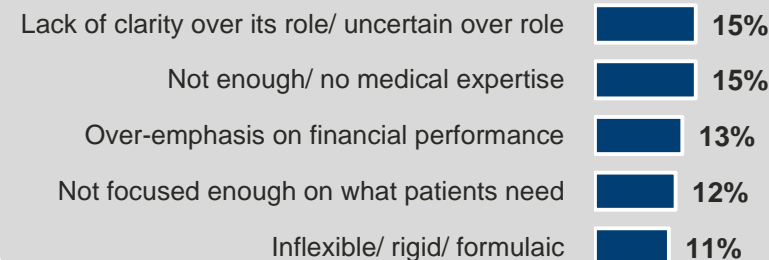 Lack of clarity over its role/ uncertain over role 15%
Not enough/ no medical expertise 15%
Over-emphasis on financial performance 13%
Not focused enough on what patients need 12%
Inflexible/ rigid/ formulaic 11%